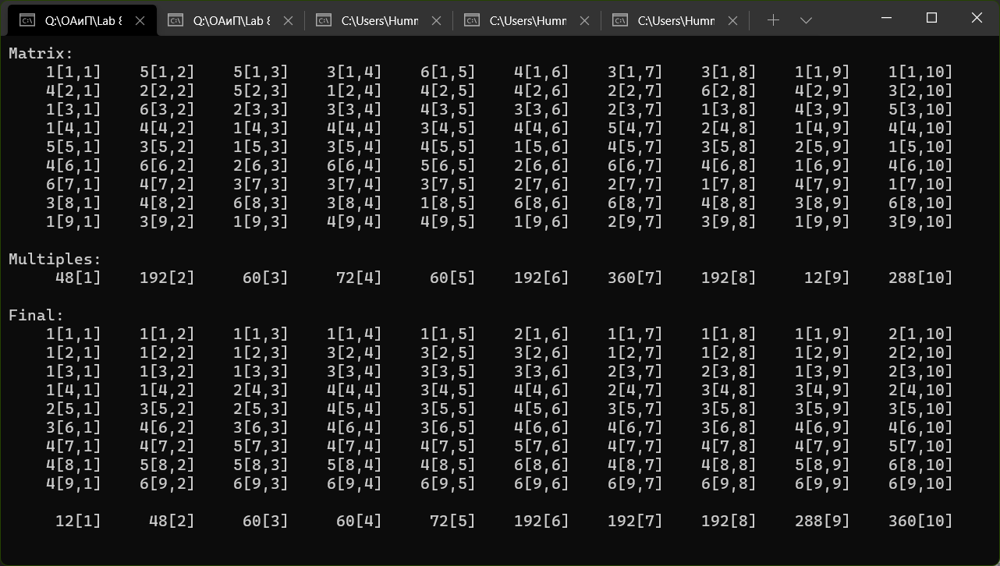 Q:\ОАиП\Lab 8 Q:\ОАиП\Lab 8 C:\Users\Humn C:\Users\Humn C:\Users\Humn
Matrix:
1[1,1] 5[1,2] 5[1,3] 3[1,4] 6[1,5] 4[1,6] 3[1,7] 3[1,8] 1[1,9] 1[1,10]
4[2,1] 2[2,2] 5[2,3] 1[2,4] 4[2,5] 4[2,6] 2[2,7] 6[2,8] 4[2,9] 3[2,10]
1[3,1] 6[3,2] 2[3,3] 3[3,4] 4[3,5] 3[3,6] 2[3,7] 1[3,8] 4[3,9] 5[3,10]
1[4,1] 4[4,2] 1[4,3] 4[4,4] 3[4,5] 4[4,6] 5[4,7] 2[4,8] 1[4,9] 4[4,10]
5[5,1] 3[5,2] 1[5,3] 3[5,4] 4[5,5] 1[5,6] 4[5,7] 3[5,8] 2[5,9] 1[5,10]
4[6,1] 6[6,2] 2[6,3] 6[6,4] 5[6,5] 2[6,6] 6[6,7] 4[6,8] 1[6,9] 4[6,10]
6[7,1] 4[7,2] 3[7,3] 3[7,4] 3[7,5] 2[7,6] 2[7,7] 1[7,8] 4[7,9] 1[7,10]
3[8,1] 4[8,2] 6[8,3] 3[8,4] 1[8,5] 6[8,6] 6[8,7] 4[8,8] 3[8,9] 6[8,10]
1[9,1] 3[9,2] 1[9,3] 4[9,4] 4[9,5] 1[9,6] 2[9,7] 3[9,8] 1[9,9] 3[9,10]
Multiples:
48[1] 192[2] 60[3] 72[4] 60[5] 192[6] 360[7] 192[8] 12[9] 288[10]
Final:
1[1,1] 1[1,2] 1[1,3] 1[1,4] 1[1,5] 2[1,6] 1[1,7] 1[1,8] 1[1,9] 2[1,10]
1[2,1] 1[2,2] 1[2,3] 3[2,4] 3[2,5] 3[2,6] 1[2,7] 1[2,8] 1[2,9] 2[2,10]
1[3,1] 1[3,2] 1[3,3] 3[3,4] 3[3,5] 3[3,6] 2[3,7] 2[3,8] 1[3,9] 2[3,10]
1[4,1] 1[4,2] 2[4,3] 4[4,4] 3[4,5] 4[4,6] 2[4,7] 3[4,8] 3[4,9] 2[4,10]
2[5,1] 3[5,2] 2[5,3] 4[5,4] 3[5,5] 4[5,6] 3[5,7] 3[5,8] 3[5,9] 3[5,10]
3[6,1] 4[6,2] 3[6,3] 4[6,4] 3[6,5] 4[6,6] 4[6,7] 3[6,8] 4[6,9] 4[6,10]
4[7,1] 4[7,2] 5[7,3] 4[7,4] 4[7,5] 5[7,6] 4[7,7] 4[7,8] 4[7,9] 5[7,10]
4[8,1] 5[8,2] 5[8,3] 5[8,4] 4[8,5] 6[8,6] 4[8,7] 4[8,8] 5[8,9] 6[8,10]
4[9,1] 6[9,2] 6[9,3] 6[9,4] 6[9,5] 6[9,6] 6[9,7] 6[9,8] 6[9,9] 6[9,10]
12[1] 48[2] 60[3] 60[4] 72[5] 192[6] 192[7] 192[8] 288[9] 360[10]